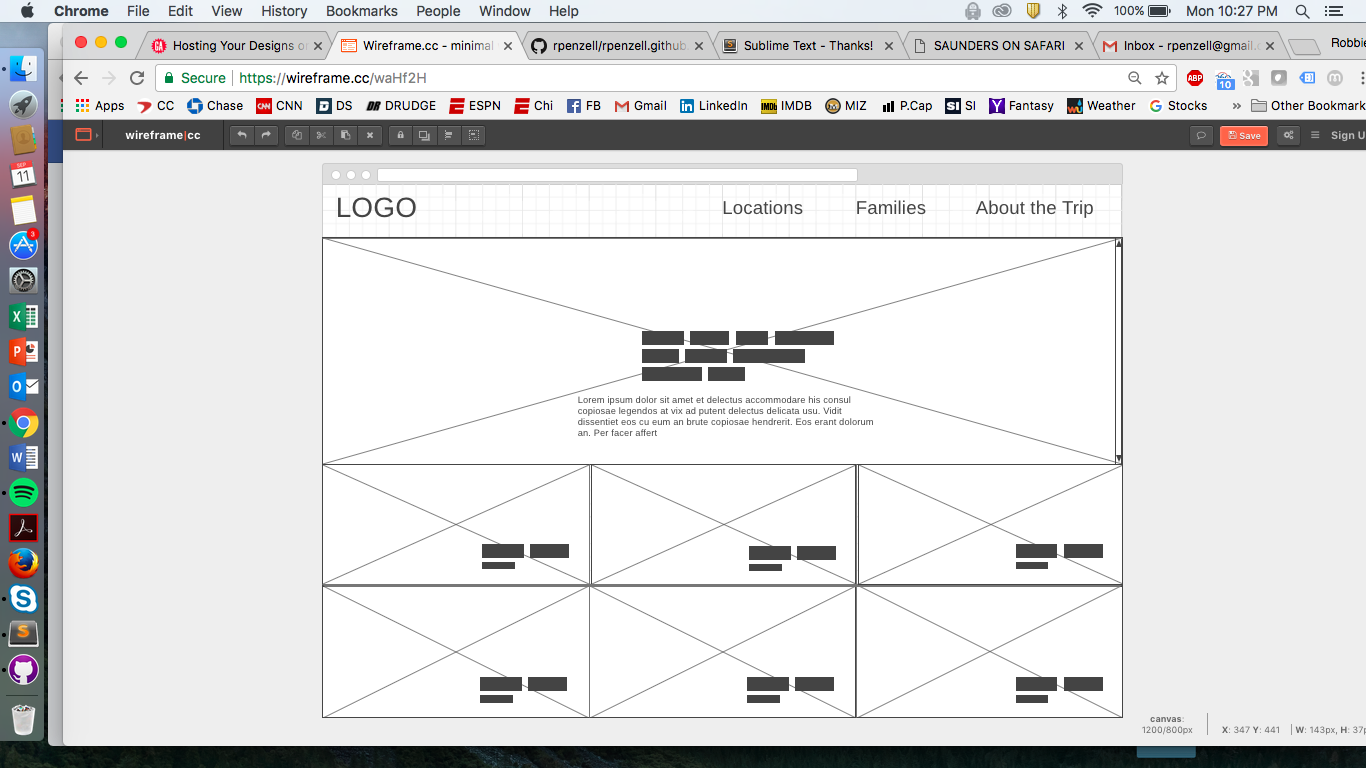 Chrome File Edit View History Bookmarks People Window Help 100% Mon 10:27 PM
Hosting Your Designs o
Wireframe.cc - minimal
rpenzell/rpenzell.github.
Sublime Text - Thanks!
SAUNDERS ON SAFARI
Inbox - rpenzell@gmail.
Robbie
Secure https://wireframe.cc/waHf2H ABP 10
Apps CC Chase CNN DS DRUDGE ESPN Chi FB Gmail LinkedIn IMDB MIZ P.Cap SI Yahoo Fantasy Weather Stocks » Other Bookmark
wireframe|cc Save Sign U
SEP
11
3
LOGO Locations Families About the Trip
Lorem ipsum dolor sit amet et delectus accommodare his consul
copiosae legendos at vix ad putent delectus delicata usu. Vidit
dissentiet eos cu eum an brute copiosae hendrerit. Eos erant dolorum
an. Per facer affert
canvas:
1200/800px
X: 347 Y: 441 W: 143px, H: 37p